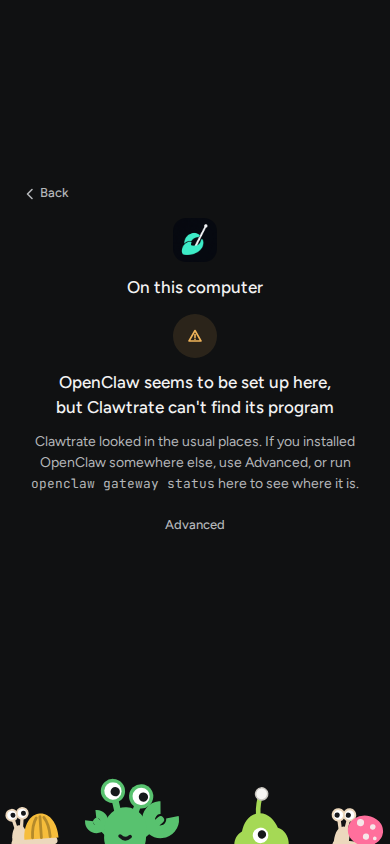 Back
On this computer
OpenClaw seems to be set up here,
but Clawtrate can't find its program
Clawtrate looked in the usual places. If you installed
OpenClaw somewhere else, use Advanced, or run
openclaw gateway status here to see where it is.
Advanced